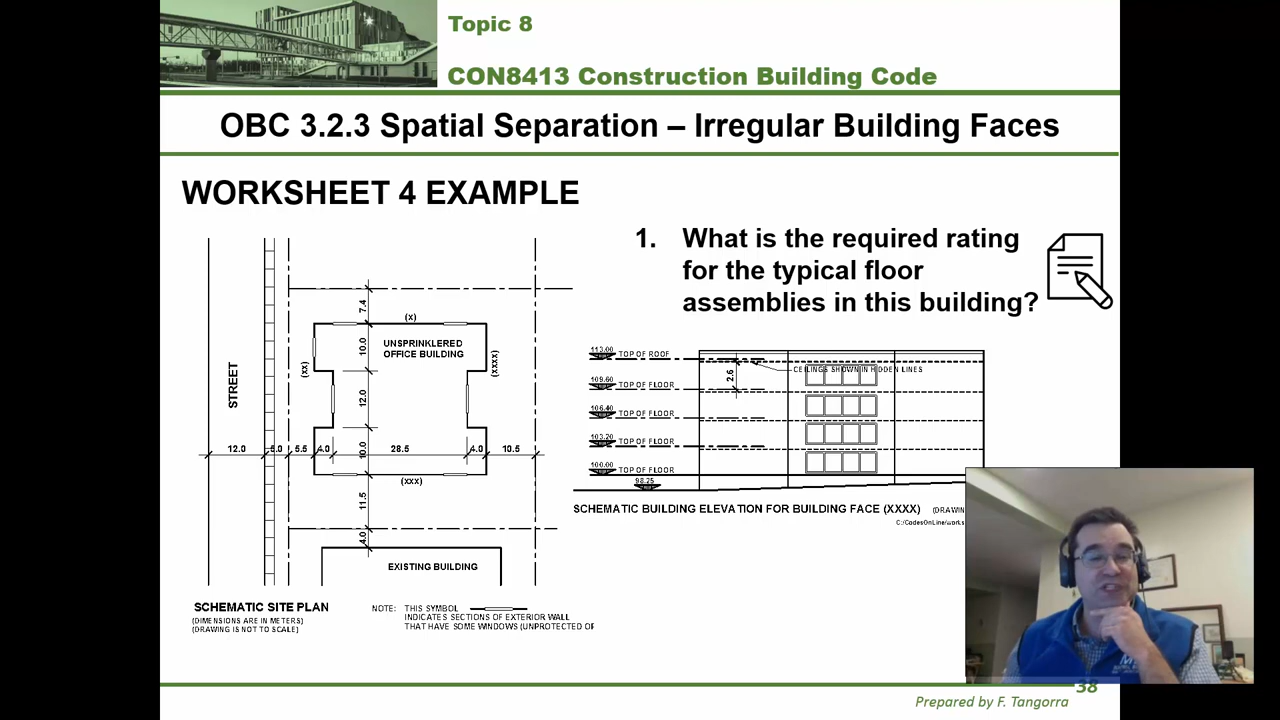 Topic 8
CON8413 Construction Building Code
OBC 3.2.3 Spatial Separation – Irregular Building Faces
WORKSHEET 4 EXAMPLE
1. What is the required rating
for the typical floor
assemblies in this building?
7.4
(X)
UNSPRINKLERED
OFFICE BUILDING
10.0
(XX)
(XXXX)
STREET
12.0
12.0
5.0
5.5
4.0
10.0
28.5
4.0
10.5
(XXX)
11.5
4.0
EXISTING BUILDING
SCHEMATIC SITE PLAN
(DIMENSIONS ARE IN METERS)
(DRAWING IS NOT TO SCALE)
NOTE: THIS SYMBOL
INDICATES SECTIONS OF EXTERIOR WALL
THAT HAVE SOME WINDOWS (UNPROTECTED OF
113.00 TOP OF ROOF
CEILINGS SHOWN IN HIDDEN LINES
2.6
109.60 TOP OF FLOOR
106.40 TOP OF FLOOR
103.20 TOP OF FLOOR
100.00 TOP OF FLOOR
98.25
SCHEMATIC BUILDING ELEVATION FOR BUILDING FACE (XXXX) (DRAWIN
C:/CodesOnLine/works
38
Prepared by F. Tangorra